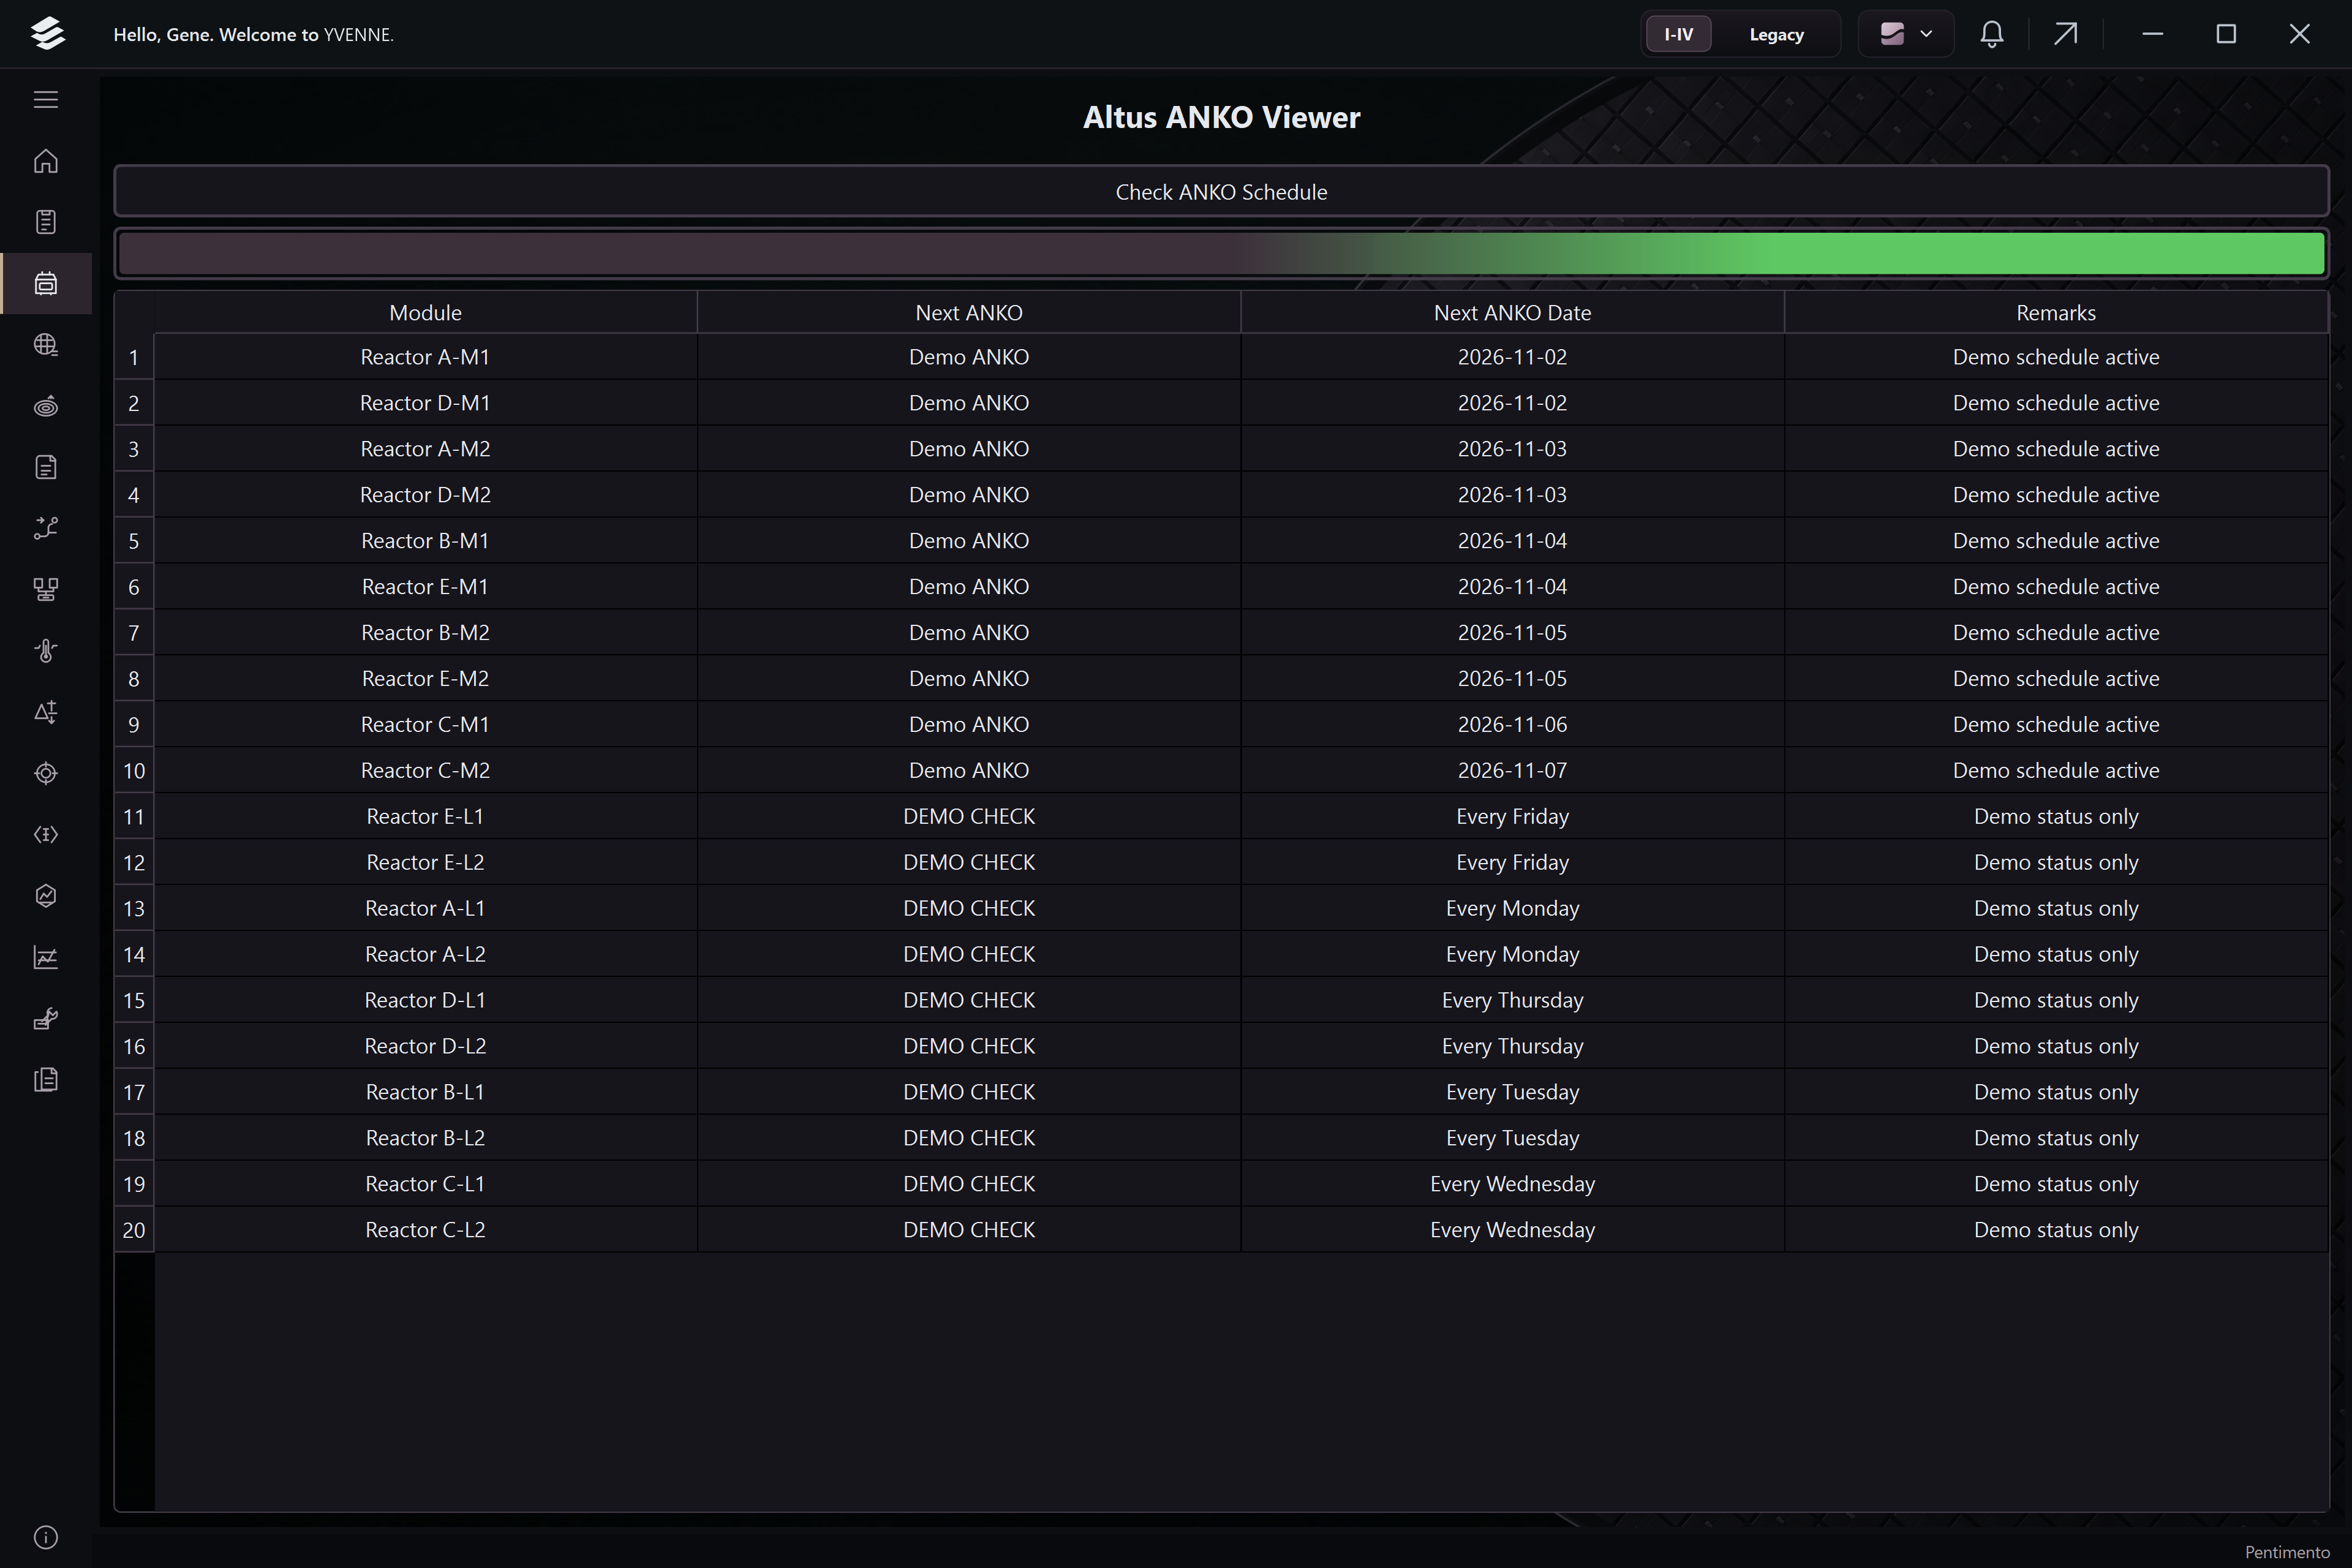 Hello, Gene. Welcome to YVENNE.
I-IV Legacy
Altus ANKO Viewer
Check ANKO Schedule
Module Next ANKO Next ANKO Date Remarks
1 Reactor A-M1 Demo ANKO 2026-11-02 Demo schedule active
2 Reactor D-M1 Demo ANKO 2026-11-02 Demo schedule active
3 Reactor A-M2 Demo ANKO 2026-11-03 Demo schedule active
4 Reactor D-M2 Demo ANKO 2026-11-03 Demo schedule active
5 Reactor B-M1 Demo ANKO 2026-11-04 Demo schedule active
6 Reactor E-M1 Demo ANKO 2026-11-04 Demo schedule active
7 Reactor B-M2 Demo ANKO 2026-11-05 Demo schedule active
8 Reactor E-M2 Demo ANKO 2026-11-05 Demo schedule active
9 Reactor C-M1 Demo ANKO 2026-11-06 Demo schedule active
10 Reactor C-M2 Demo ANKO 2026-11-07 Demo schedule active
11 Reactor E-L1 DEMO CHECK Every Friday Demo status only
12 Reactor E-L2 DEMO CHECK Every Friday Demo status only
13 Reactor A-L1 DEMO CHECK Every Monday Demo status only
14 Reactor A-L2 DEMO CHECK Every Monday Demo status only
15 Reactor D-L1 DEMO CHECK Every Thursday Demo status only
16 Reactor D-L2 DEMO CHECK Every Thursday Demo status only
17 Reactor B-L1 DEMO CHECK Every Tuesday Demo status only
18 Reactor B-L2 DEMO CHECK Every Tuesday Demo status only
19 Reactor C-L1 DEMO CHECK Every Wednesday Demo status only
20 Reactor C-L2 DEMO CHECK Every Wednesday Demo status only
Pentimento